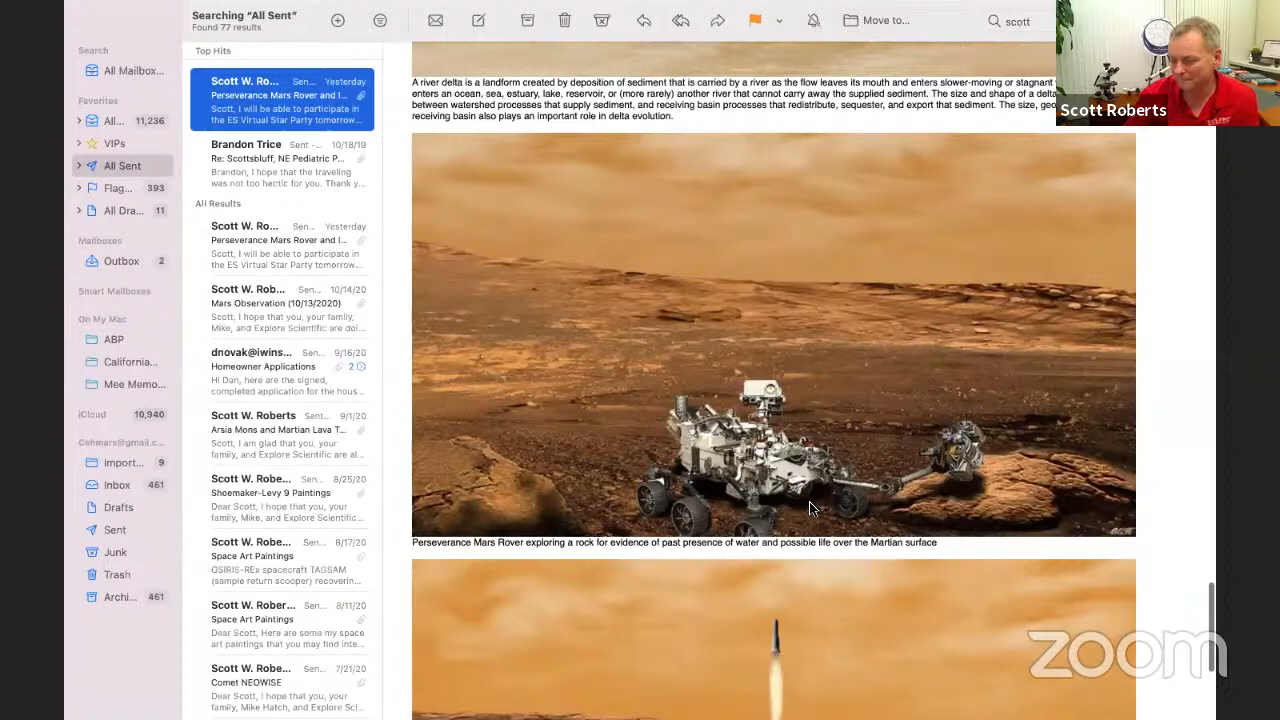 Searching “All Sent”
Found 77 results
Move to...
scott
Search
All Mailbox...
Favorites
All... 11,236
VIPs
All Sent
Flag... 393
All Dra... 11
Mailboxes
Outbox 2
Smart Mailboxes
On My Mac
ABP
California...
Mee Memo...
iCloud 10,940
Cehmars@gmail.c...
Import... 9
Inbox 461
Drafts
Sent
Junk
Trash
Archi... 461
Top Hits
Scott W. Ro... Sen... Yesterday
Perseverance Mars Rover and I...
Scott, I will be able to participate in
the ES Virtual Star Party tomorrow...
Brandon Trice Sent - ... 10/18/19
Re: Scottsbluff, NE Pediatric P...
Brandon, I hope that the traveling
was not too hectic for you. Thank y...
All Results
Scott W. Ro... Sen... Yesterday
Perseverance Mars Rover and I...
Scott, I will be able to participate in
the ES Virtual Star Party tomorrow...
Scott W. Rob... Sen... 10/14/20
Mars Observation (10/13/2020)
Scott, I hope that you, your family,
Mike, and Explore Scientific are doi...
dnovak@iwins... Sen... 9/16/20
Homeowner Applications 2
Hi Dan, here are the signed,
completed application for the hous...
Scott W. Roberts Sent... 9/1/20
Arsia Mons and Martian Lava T...
Scott, I am glad that you, your
family, and Explore Scientific are al...
Scott W. Robe... Sen... 8/25/20
Shoemaker-Levy 9 Paintings
Dear Scott, I hope that you, your
family, Mike, and Explore Scientific...
Scott W. Robe... Sen... 8/17/20
Space Art Paintings
OSIRIS-REx spacecraft TAGSAM
(sample return scooper) recoverin...
Scott W. Rober... Sen... 8/11/20
Space Art Paintings
Dear Scott, Here are some my space
art paintings that you may find inte...
Scott W. Robe... Sen... 7/21/20
Comet NEOWISE
Dear Scott, I hope that you, your
family, Mike Hatch, and Explore Sci...
A river delta is a landform created by deposition of sediment that is carried by a river as the flow leaves its mouth and enters slower-moving or stagnant
enters an ocean, sea, estuary, lake, reservoir, or (more rarely) another river that cannot carry away the supplied sediment. The size and shape of a delta
between watershed processes that supply sediment, and receiving basin processes that redistribute, sequester, and export that sediment. The size, geo
receiving basin also plays an important role in delta evolution.
Perseverance Mars Rover exploring a rock for evidence of past presence of water and possible life over the Martian surface
Scott Roberts
zoom